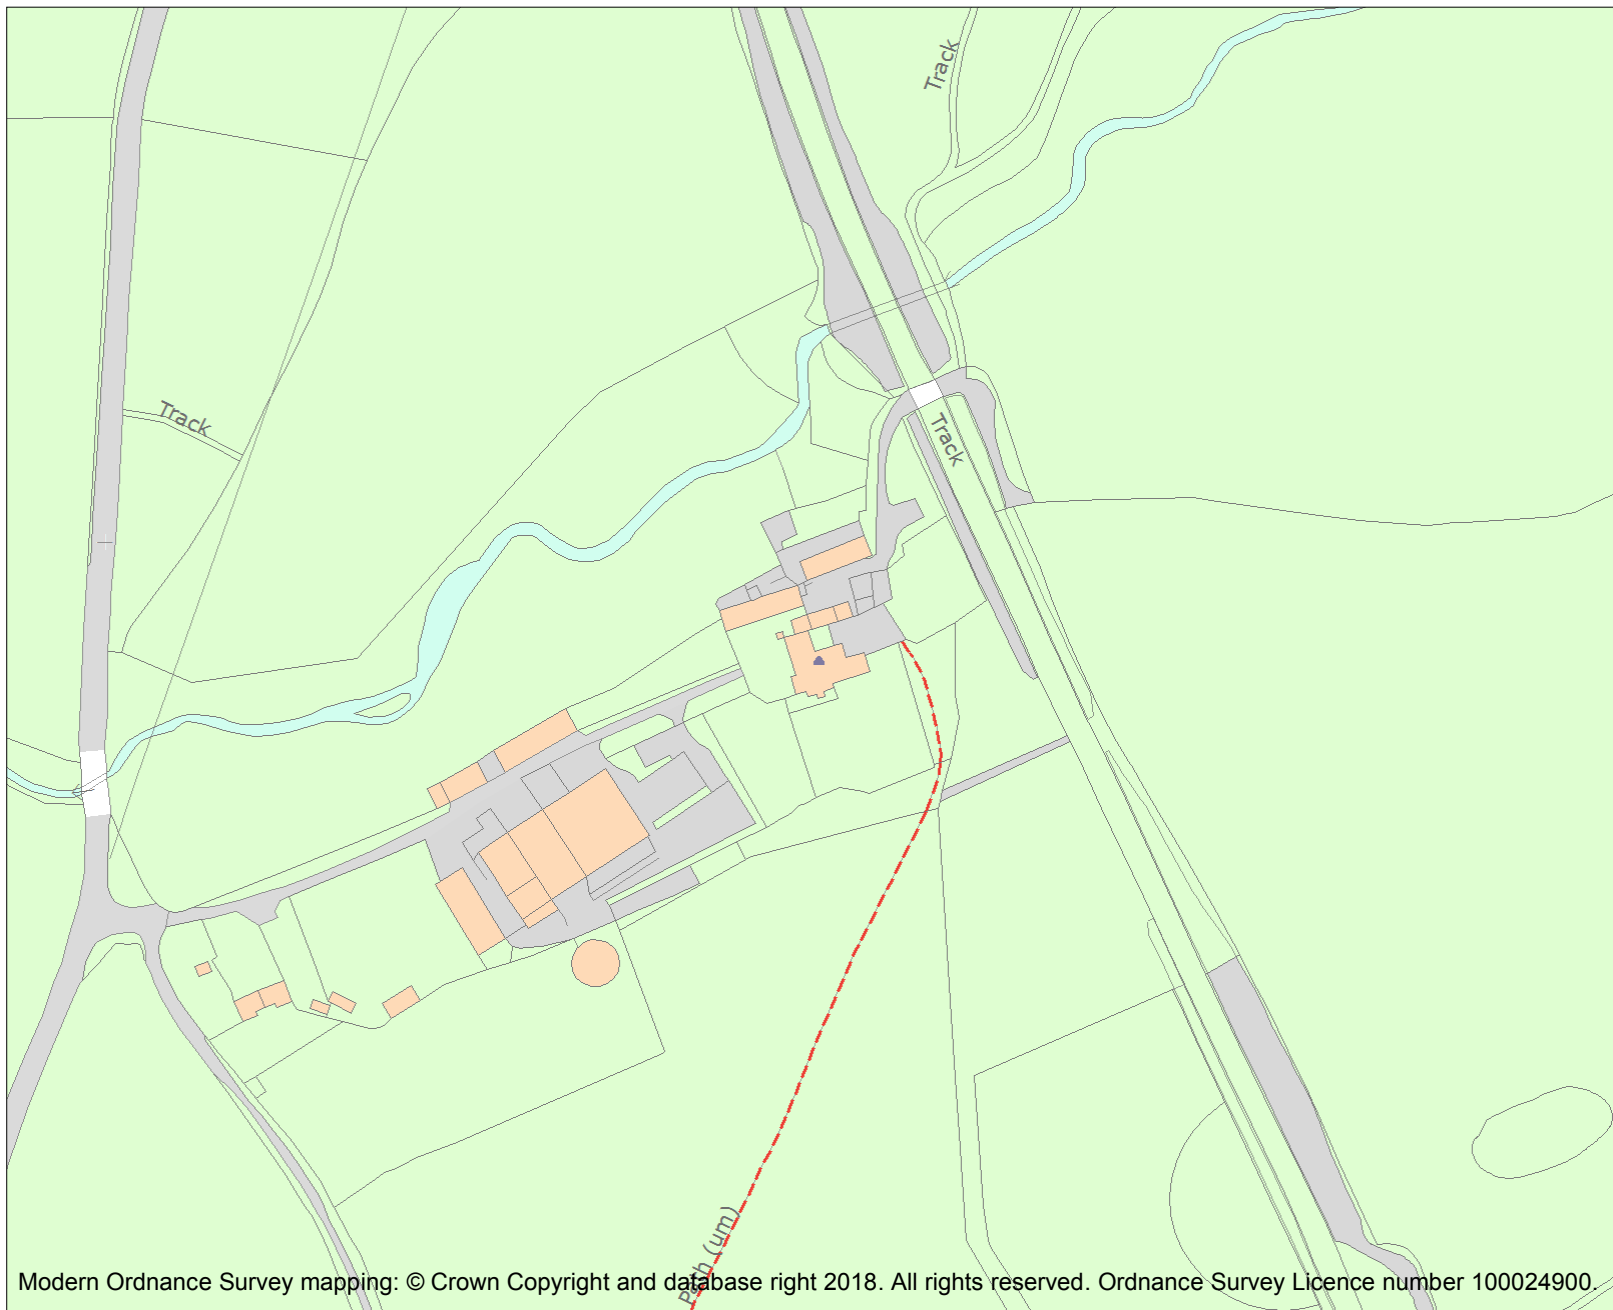 Track
Track
Track
Path (um)
Modern Ordnance Survey mapping: © Crown Copyright and database right 2018. All rights reserved. Ordnance Survey Licence number 100024900.